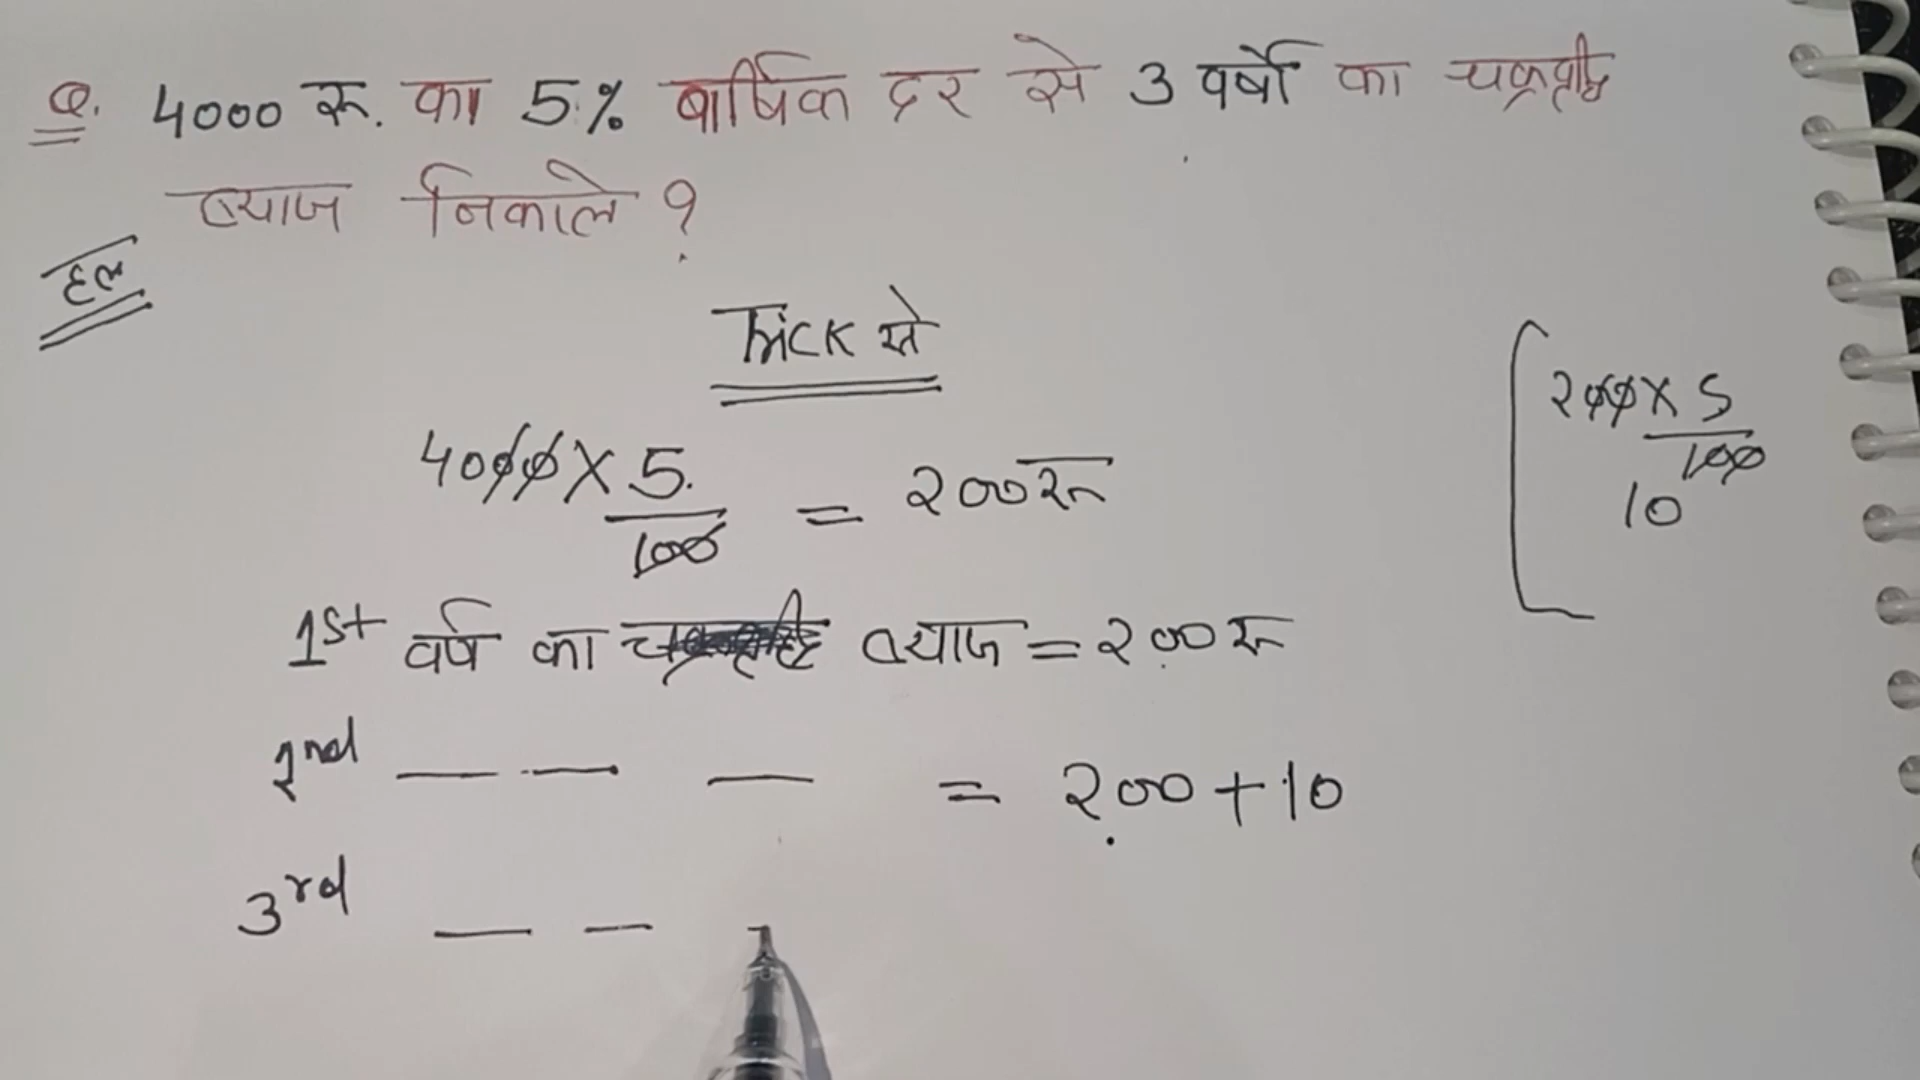 Q. 4000 रू. का 5% बार्षिक दर से 3 वर्षो का चक्रवृद्धि
ब्याज निकाले ?
हल
Trick से
4000 X 5/100 = 200 रू
200 X 5/100
10
1st वर्ष का ब्याज = 200 रू
2nd — — — = 200 + 10
3rd — — -